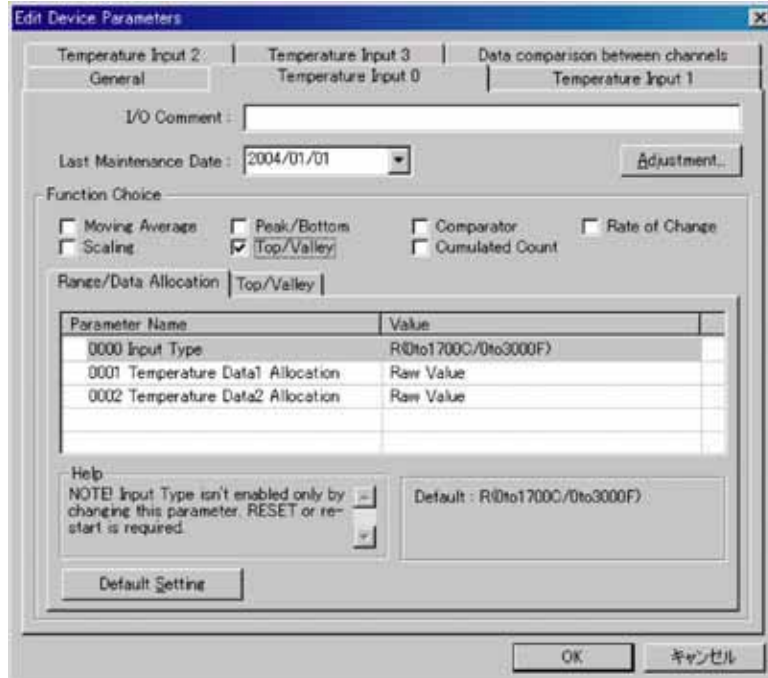 Edit Device Parameters
Temperature Input 2
Temperature Input 3
Data comparison between channels
General
Temperature Input 0
Temperature Input 1
I/O Comment :
Last Maintenance Date : 2004/01/01
Adjustment...
Function Choice
Moving Average
Peak/Bottom
Comparator
Rate of Change
Scaling
Top/Valley
Cumulated Count
Range/Data Allocation
Top/Valley
Parameter Name
Value
0000 Input Type
R(0to1700C/0to3000F)
0001 Temperature Data1 Allocation
Raw Value
0002 Temperature Data2 Allocation
Raw Value
Help
NOTE! Input Type isn't enabled only by
changing this parameter. RESET or re-
start is required.
Default : R(0to1700C/0to3000F)
Default Setting
OK
キャンセル